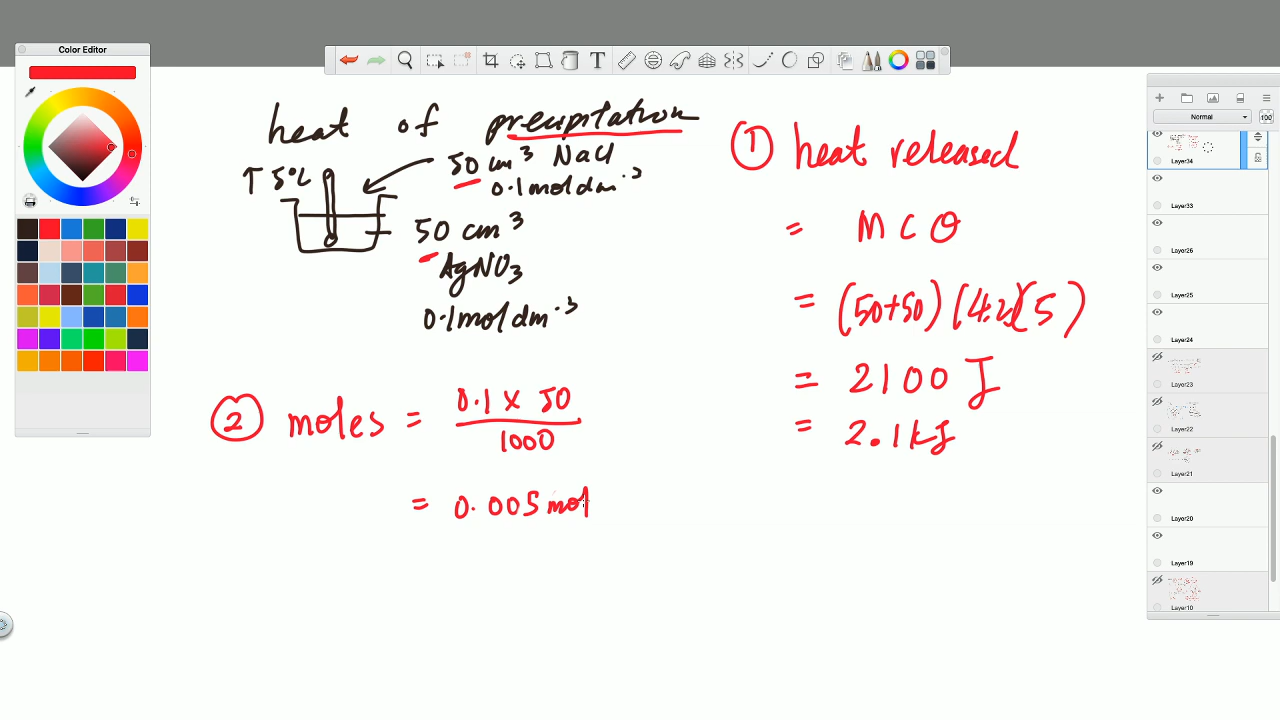 Color Editor
T
100
Normal
Layer34
Layer33
Layer26
Layer25
Layer24
Layer23
Layer22
Layer21
Layer20
Layer19
Layer10
heat of precipitation
↑ 5°C
50 cm³ NaCl
0.1 mol dm⁻³
50 cm³
AgNO₃
0.1 mol dm⁻³
① heat released
= M C θ
= (50+50) (4.2)(5)
= 2100 J
= 2.1 kJ
② moles = 0.1 x 50
1000
= 0.005 mol